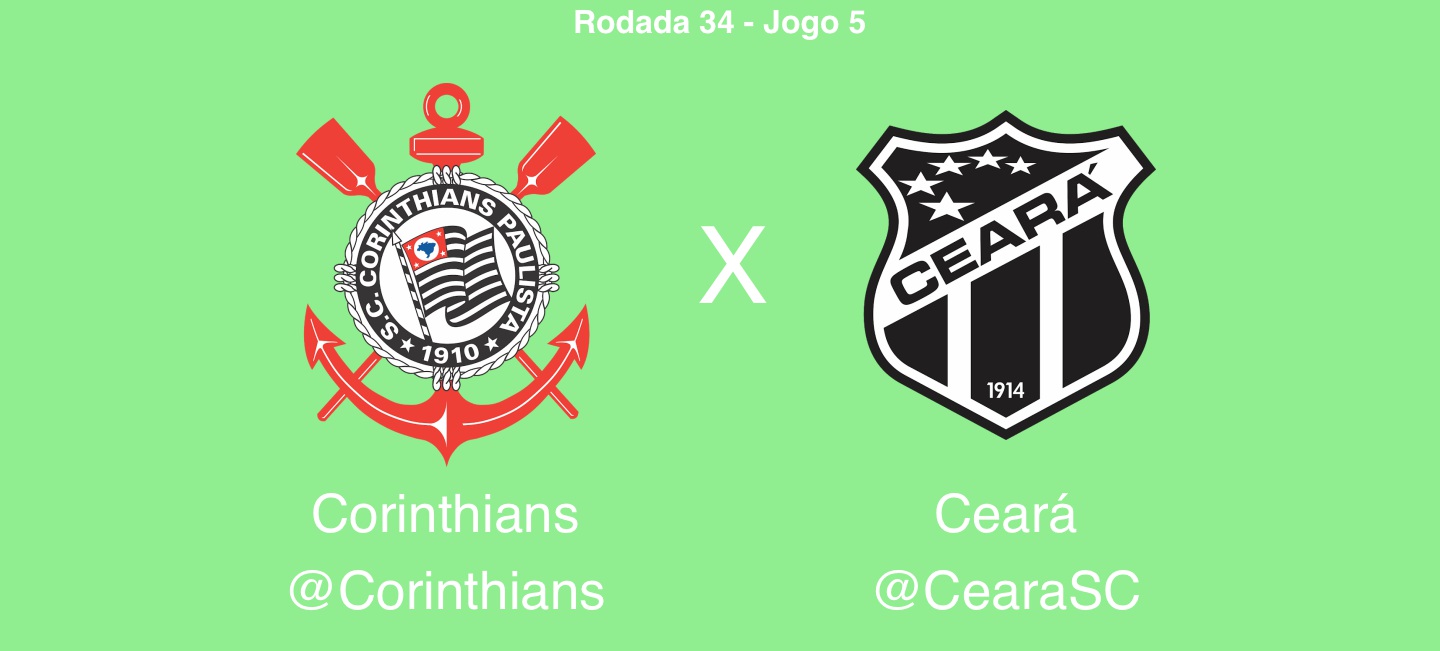 Rodada 34 - Jogo 5
S.C. CORINTHIANS PAULISTA
1910
X
CEARÁ
1914
Corinthians
Ceará
@Corinthians
@CearaSC